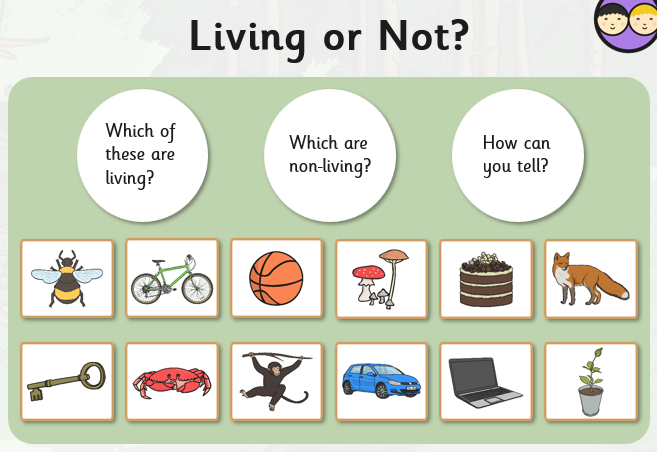 Living or Not?
Which of
these are
living?
Which are
non-living?
How can
you tell?